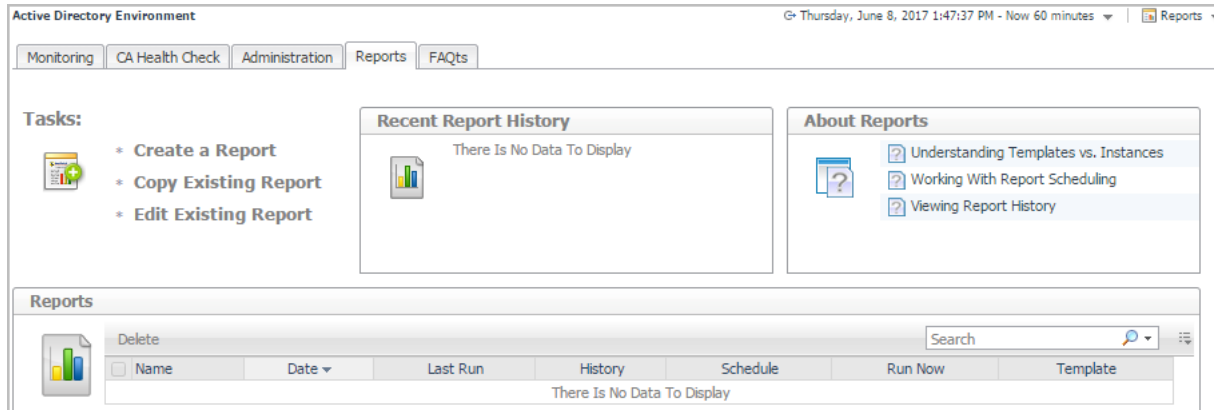 Active Directory Environment
Thursday, June 8, 2017 1:47:37 PM - Now 60 minutes
Reports
Monitoring
CA Health Check
Administration
Reports
FAQts
Tasks:
* Create a Report
* Copy Existing Report
* Edit Existing Report
Recent Report History
There Is No Data To Display
About Reports
Understanding Templates vs. Instances
Working With Report Scheduling
Viewing Report History
Reports
Delete
Search
Name Date Last Run History Schedule Run Now Template
There Is No Data To Display